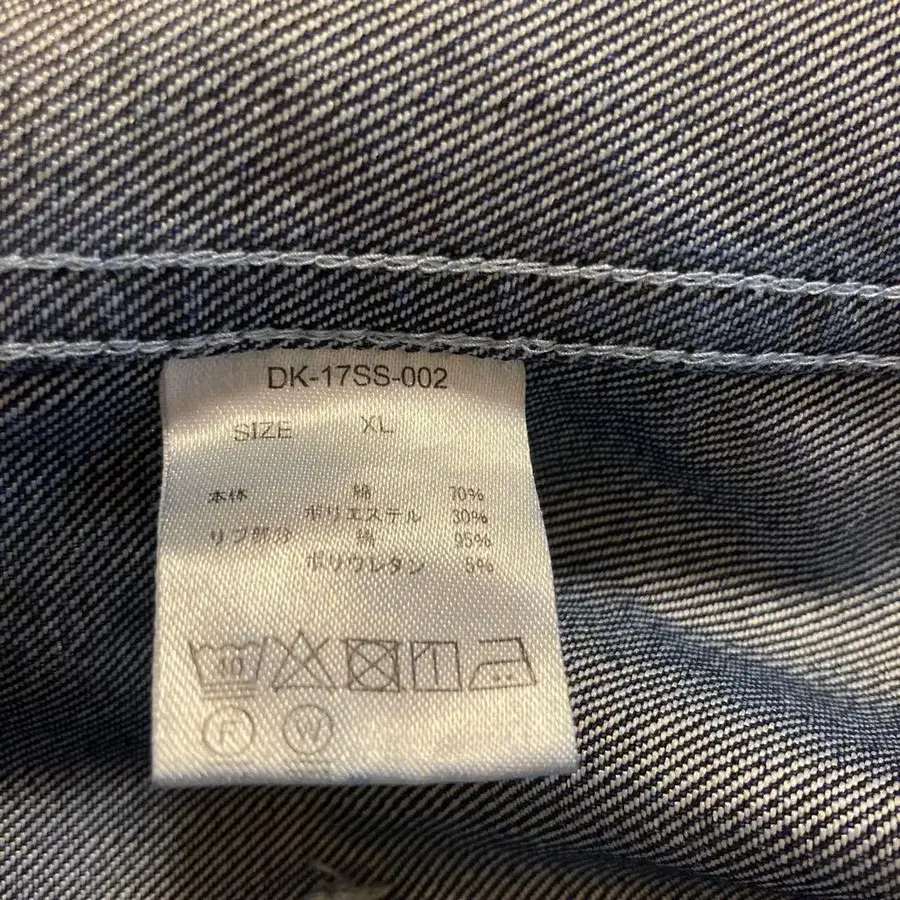 DK-17SS-002
SIZE XL
本体 綿 70%
ポリエステル 30%
リブ部分 綿 95%
ポリウレタン 5%
40
F W